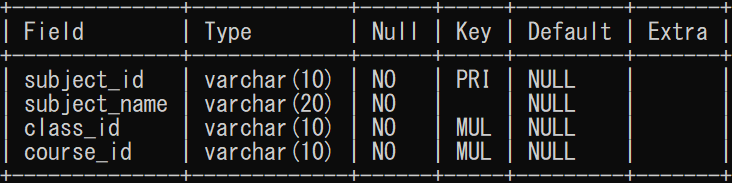 +--------------+-------------+------+-----+---------+-------+
| Field        | Type        | Null | Key | Default | Extra |
+--------------+-------------+------+-----+---------+-------+
| subject_id   | varchar(10) | NO   | PRI | NULL    |       |
| subject_name | varchar(20) | NO   |     | NULL    |       |
| class_id     | varchar(10) | NO   | MUL | NULL    |       |
| course_id    | varchar(10) | NO   | MUL | NULL    |       |
+--------------+-------------+------+-----+---------+-------+